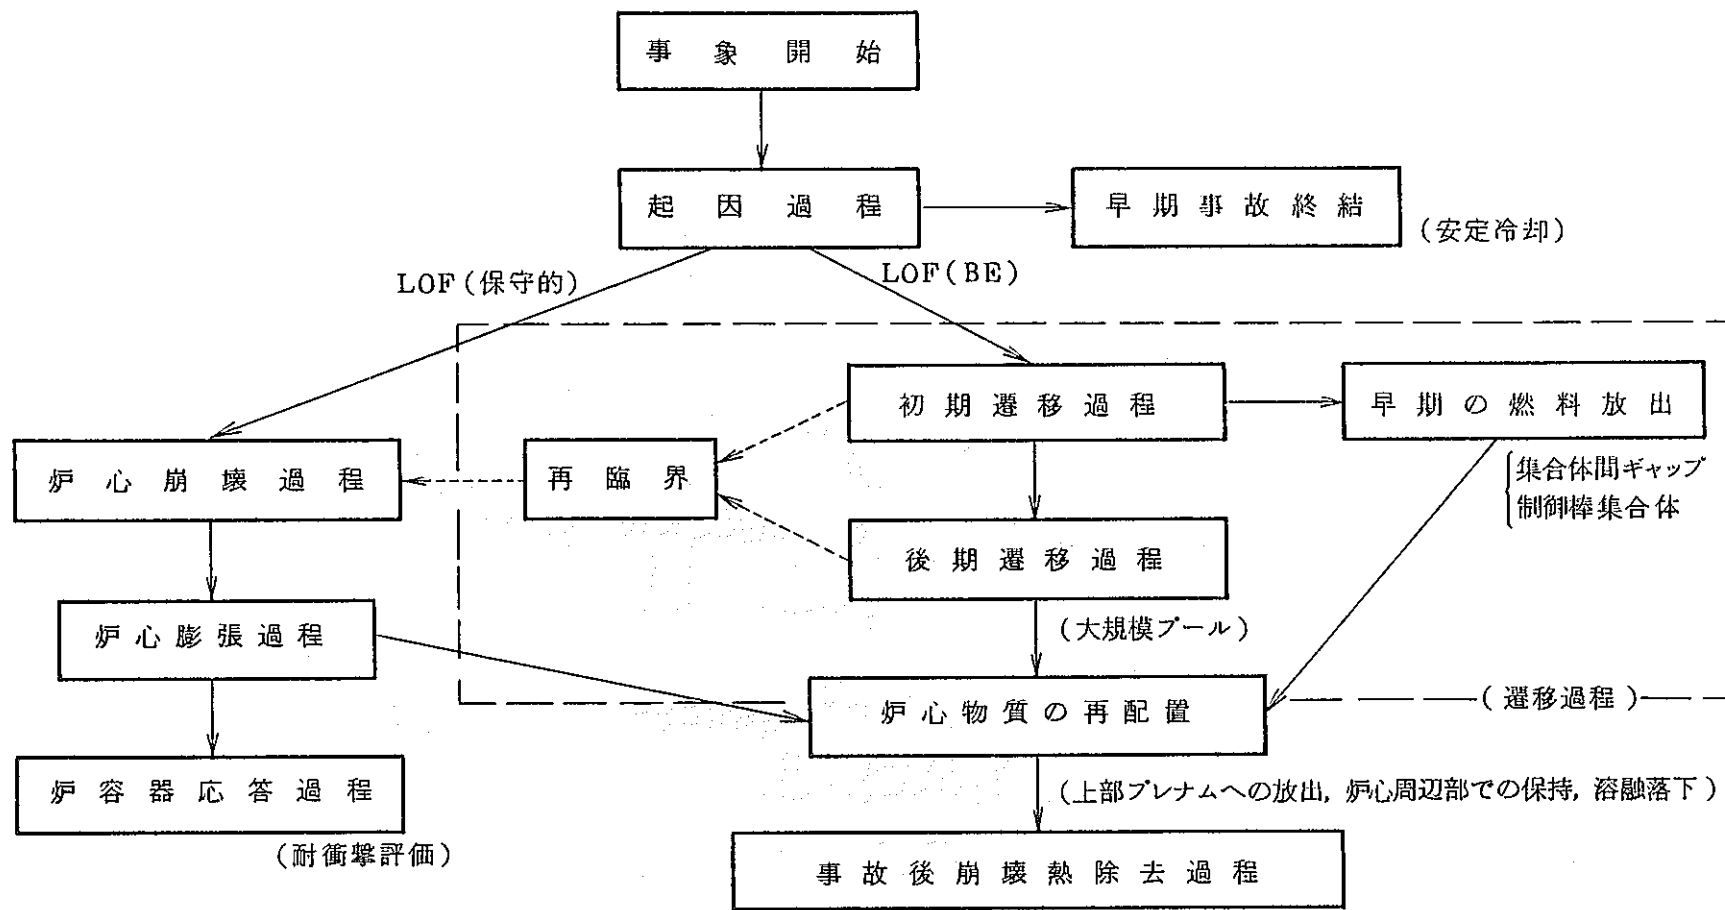 事象開始
起因過程
早期事故終結
(安定冷却)
LOF(保守的)
LOF(BE)
初期遷移過程
早期の燃料放出
炉心崩壊過程
再臨界
集合体間ギャップ
制御棒集合体
後期遷移過程
炉心膨張過程
(大規模プール)
炉心物質の再配置
(遷移過程)
炉容器応答過程
(上部プレナムへの放出, 炉心周辺部での保持, 溶融落下)
(耐衝撃評価)
事故後崩壊熱除去過程